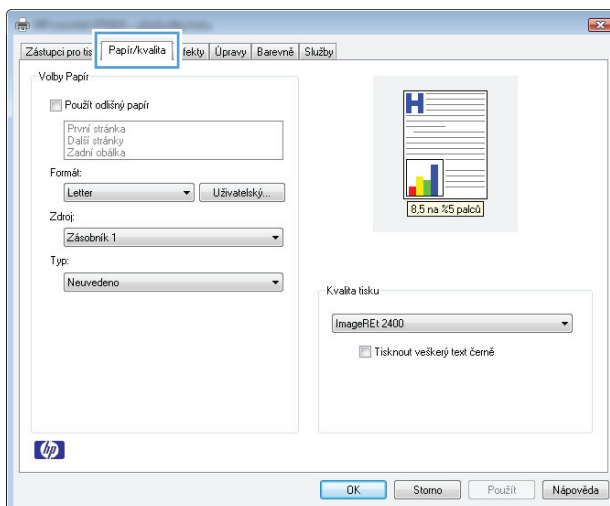 Zástupci pro tis Papír/kvalita fekty Úpravy Barevně Služby
Volby Papír
Použít odlišný papír
První stránka
Další stránky
Zadní obálka
Formát:
Letter Uživatelský...
Zdroj:
Zásobník 1
Typ:
Neuvedeno
H
8,5 na %5 palců
Kvalita tisku
ImageREt 2400
Tisknout veškerý text černě
hp
OK Storno Použít Nápověda